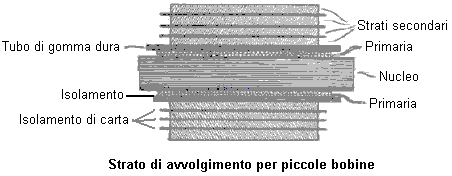 Strati secondari
Tubo di gomma dura
Primaria
Nucleo
Isolamento
Primaria
Isolamento di carta
Strato di avvolgimento per piccole bobine